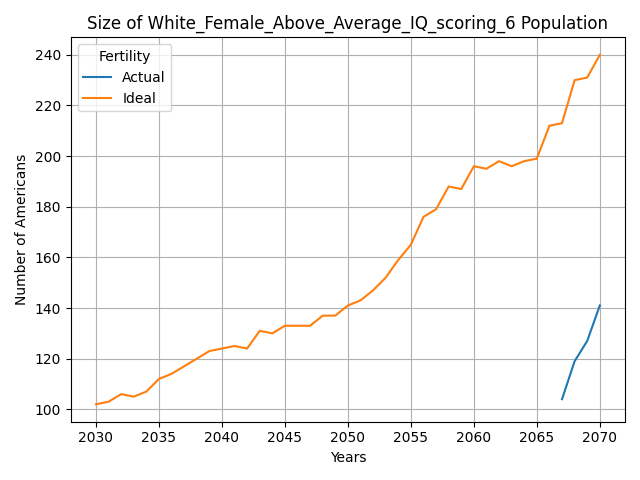 Size of White_Female_Above_Average_IQ_scoring_6 Population
Fertility
Actual
Ideal
Number of Americans
240
220
200
180
160
140
120
100
2030 2035 2040 2045 2050 2055 2060 2065 2070
Years